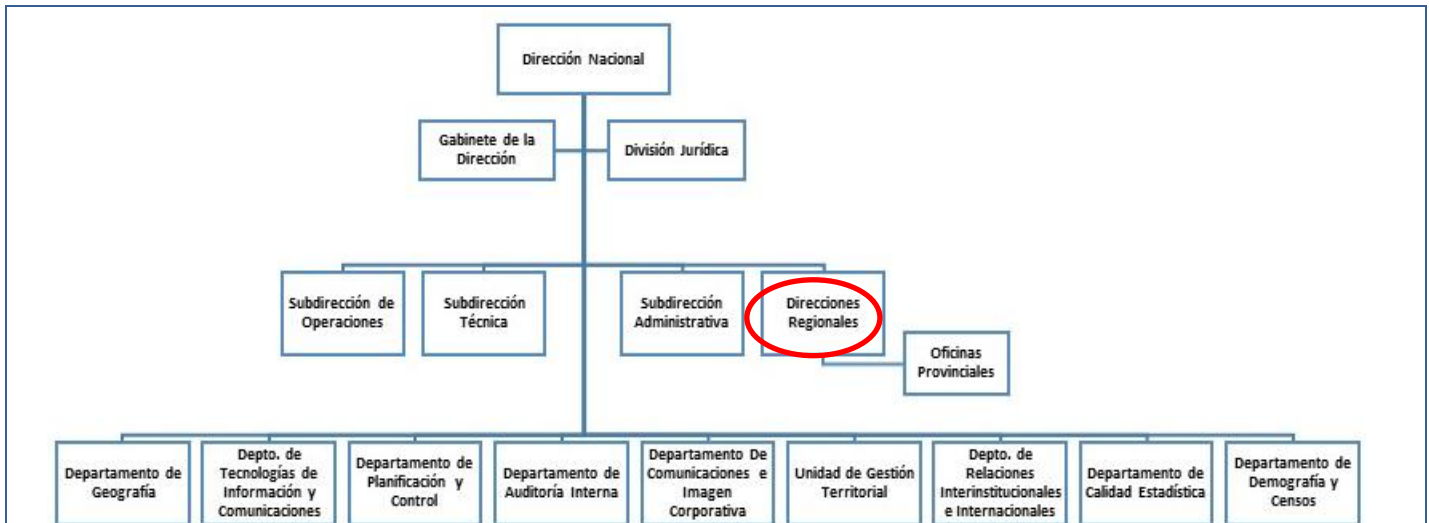 Dirección Nacional
Gabinete de la
Dirección
División Jurídica
Subdirección de
Operaciones
Subdirección
Técnica
Subdirección
Administrativa
Direcciones
Regionales
Oficinas
Provinciales
Departamento de
Geografía
Depto. de
Tecnologías de
Información y
Comunicaciones
Departamento de
Planificación y
Control
Departamento de
Auditoría Interna
Departamento De
Comunicaciones e
Imagen
Corporativa
Unidad de Gestión
Territorial
Depto. de
Relaciones
Interinstitucionales
e Internacionales
Departamento de
Calidad Estadística
Departamento de
Demografía y
Censos